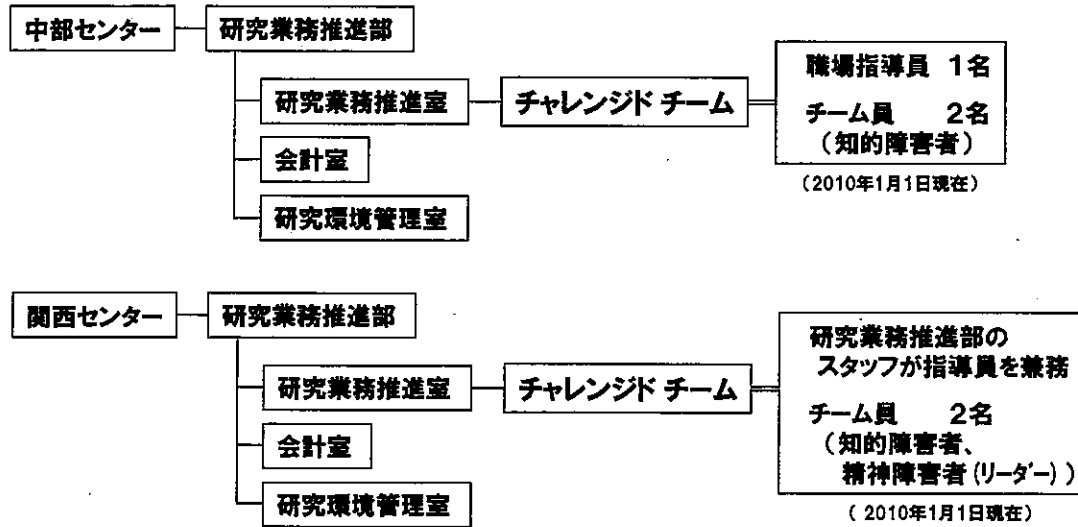 中部センター
研究業務推進部
研究業務推進室
チャレンジド チーム
職場指導員 1名
チーム員 2名
(知的障害者)
(2010年1月1日現在)
会計室
研究環境管理室
関西センター
研究業務推進部
研究業務推進室
チャレンジド チーム
研究業務推進部の
スタッフが指導員を兼務
チーム員 2名
(知的障害者、
精神障害者(リーダー))
(2010年1月1日現在)
会計室
研究環境管理室